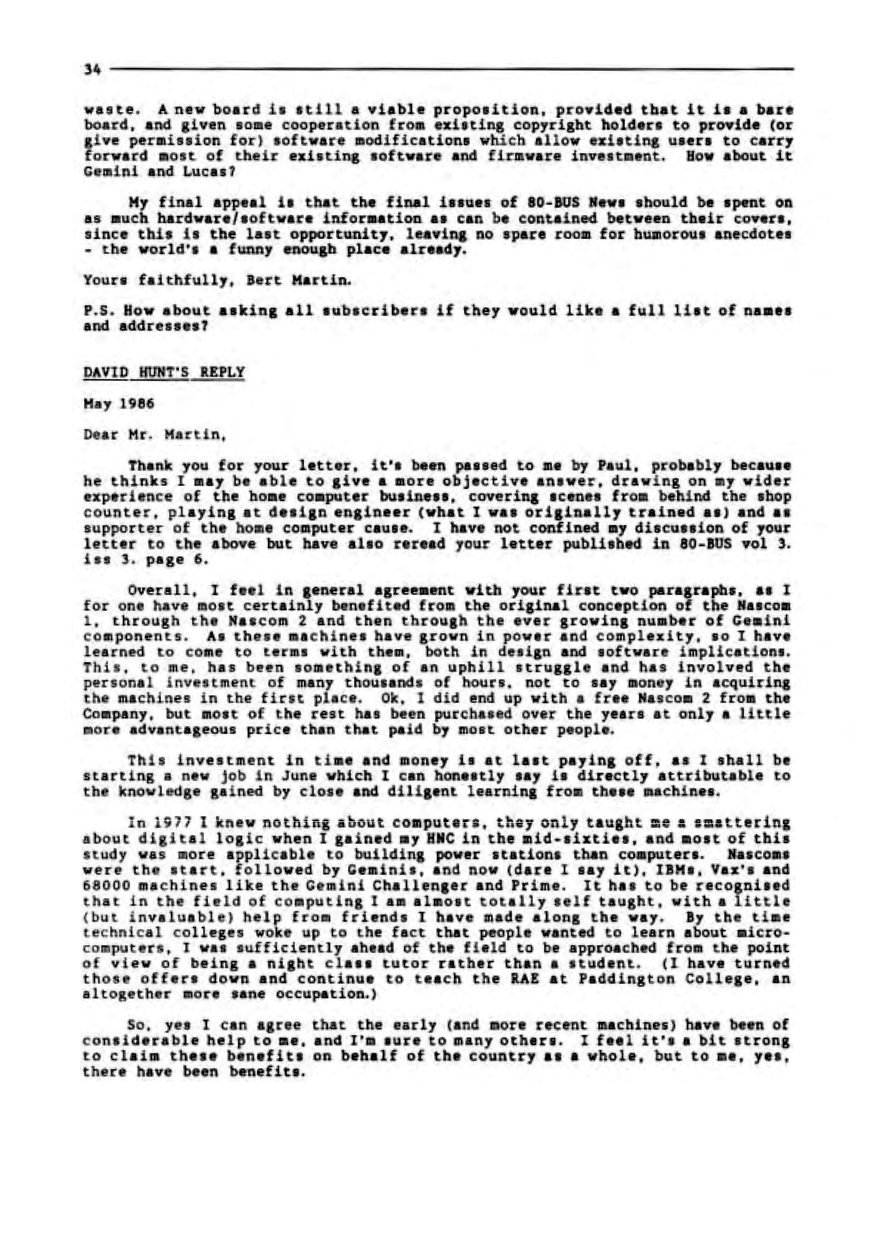 34
waste. A new board is still a viable proposition, provided that it is a bare
board, and given some cooperation from existing copyright holders to provide (or
give permission for) software modifications which allow existing users to carry
forward most of their existing software and firmware investment. How about it
Gemini and Lucas?
My final appeal is that the final issues of 80-BUS News should be spent on
as much hardware/software information as can be contained between their covers,
since this is the last opportunity, leaving no spare room for humorous anecdotes
- the world's a funny enough place already.
Yours faithfully, Bert Martin.
P.S. How about asking all subscribers if they would like a full list of names
and addresses?
DAVID HUNT'S REPLY
May 1986
Dear Mr. Martin,
Thank you for your letter, it's been passed to me by Paul, probably because
he thinks I may be able to give a more objective answer, drawing on my wider
experience of the home computer business, covering scenes from behind the shop
counter, playing at design engineer (what I was originally trained as) and as
supporter of the home computer cause. I have not confined my discussion of your
letter to the above but have also reread your letter published in 80-BUS vol 3.
iss 3. page 6.
Overall, I feel in general agreement with your first two paragraphs, as I
for one have most certainly benefited from the original conception of the Nascom
1, through the Nascom 2 and then through the ever growing number of Gemini
components. As these machines have grown in power and complexity, so I have
learned to come to terms with them, both in design and software implications.
This, to me, has been something of an uphill struggle and has involved the
personal investment of many thousands of hours, not to say money in acquiring
the machines in the first place. Ok, I did end up with a free Nascom 2 from the
Company, but most of the rest has been purchased over the years at only a little
more advantageous price than that paid by most other people.
This investment in time and money is at last paying off, as I shall be
starting a new job in June which I can honestly say is directly attributable to
the knowledge gained by close and diligent learning from these machines.
In 1977 I knew nothing about computers, they only taught me a smattering
about digital logic when I gained my HNC in the mid-sixties, and most of this
study was more applicable to building power stations than computers. Nascoms
were the start, followed by Geminis, and now (dare I say it), IBMs, Vax's and
68000 machines like the Gemini Challenger and Prime. It has to be recognised
that in the field of computing I am almost totally self taught, with a little
(but invaluable) help from friends I have made along the way. By the time
technical colleges woke up to the fact that people wanted to learn about micro-
computers, I was sufficiently ahead of the field to be approached from the point
of view of being a night class tutor rather than a student. (I have turned
those offers down and continue to teach the RAE at Paddington College, an
altogether more sane occupation.)
So, yes I can agree that the early (and more recent machines) have been of
considerable help to me, and I'm sure to many others. I feel it's a bit strong
to claim these benefits on behalf of the country as a whole, but to me, yes,
there have been benefits.